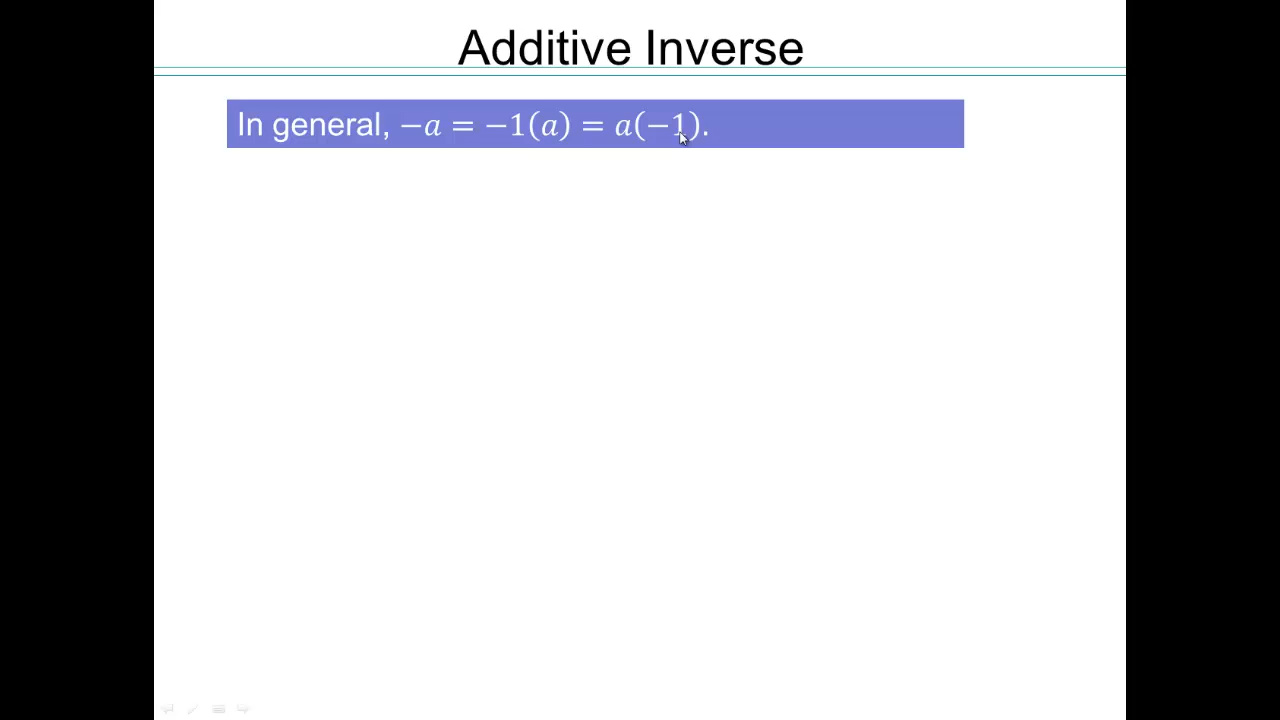 Additive Inverse
In general, −𝑎 = −1(𝑎) = 𝑎(−1).